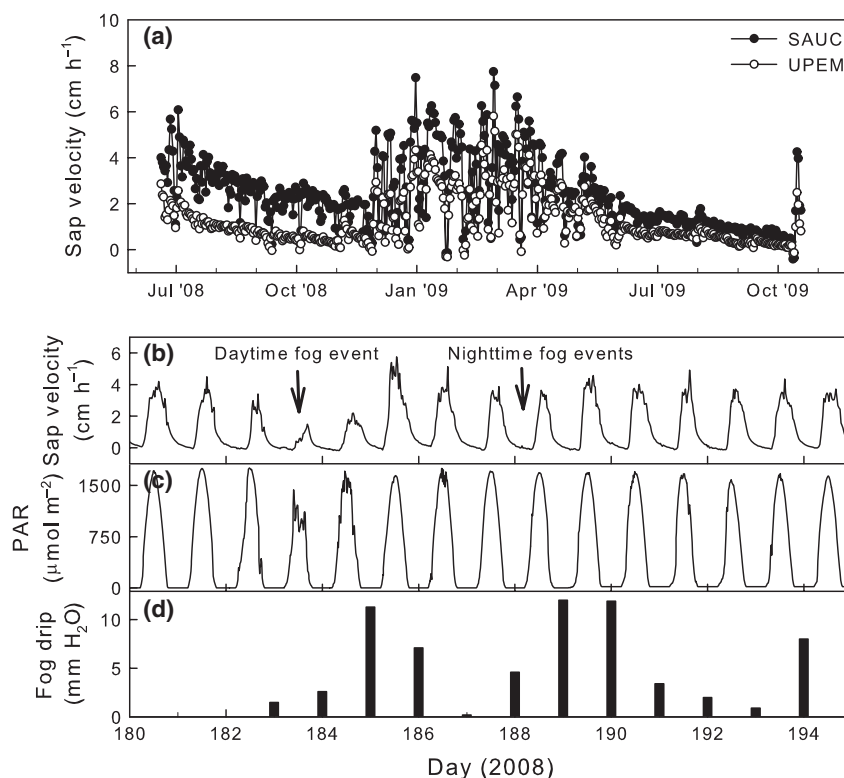 (a)
SAUC
UPEM
Sap velocity (cm h⁻¹)
10
8
6
4
2
0
Jul '08
Oct '08
Jan '09
Apr '09
Jul '09
Oct '09
(b)
Daytime fog event
Nighttime fog events
Sap velocity
(cm h⁻¹)
6
4
2
0
(c)
PAR
(μmol m⁻²)
1500
750
0
(d)
Fog drip
(mm H₂O)
10
5
0
180
182
184
186
188
190
192
194
Day (2008)